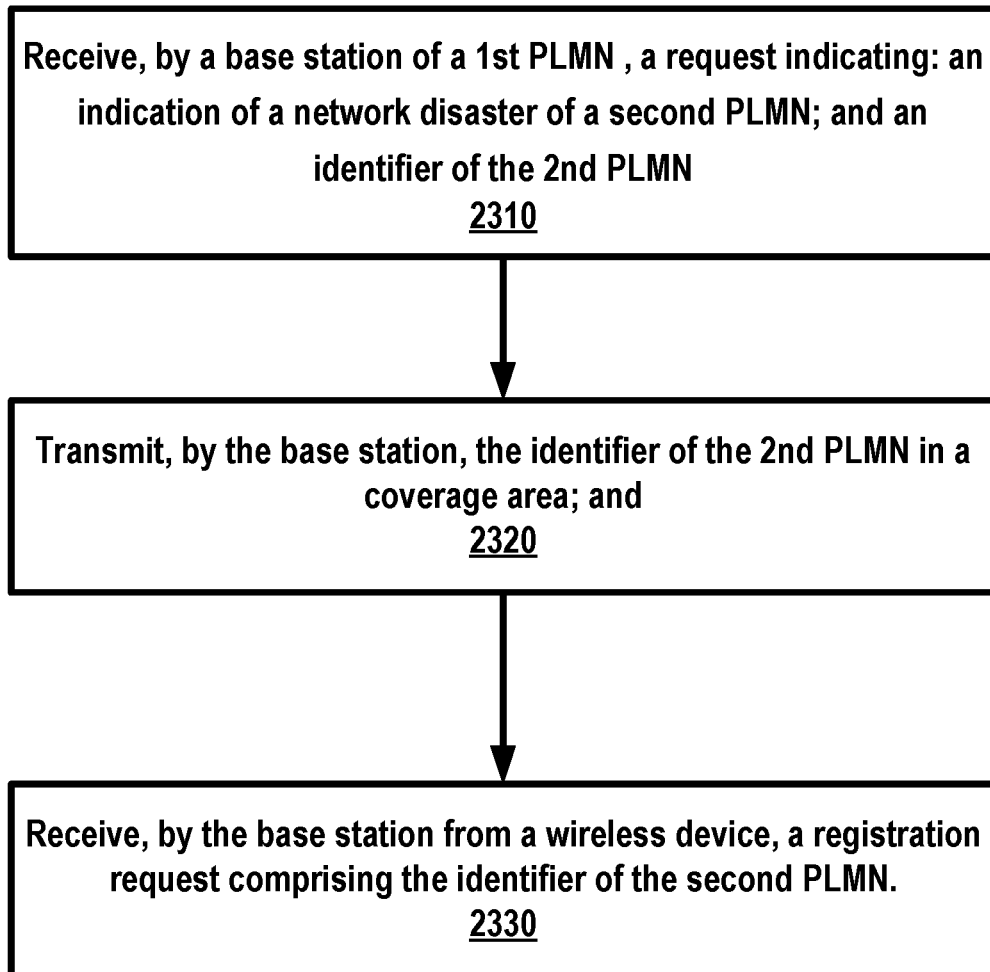 Receive, by a base station of a 1st PLMN , a request indicating: an
indication of a network disaster of a second PLMN; and an
identifier of the 2nd PLMN
2310
Transmit, by the base station, the identifier of the 2nd PLMN in a
coverage area; and
2320
Receive, by the base station from a wireless device, a registration
request comprising the identifier of the second PLMN.
2330